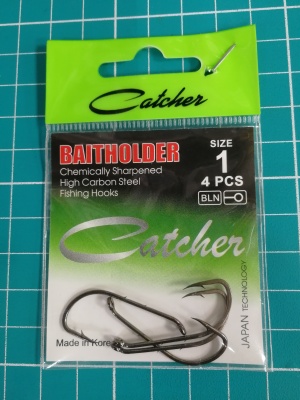 Catcher
BAITHOLDER
Chemically Sharpened
High Carbon Steel
Fishing Hooks
SIZE
1
4 PCS
BLN
Catcher
JAPAN TECHNOLOGY
Made in Korea